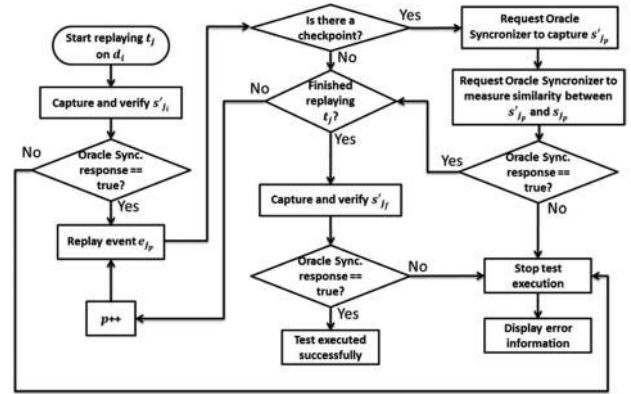 Start replaying t_j
on d_i
Capture and verify s'_{j_i}
No
Oracle Sync.
response ==
true?
Yes
Replay event e_{j_p}
p++
Is there a
checkpoint?
Yes
No
Finished
replaying
t_j?
No
Yes
Capture and verify s'_{j_f}
Oracle Sync.
response ==
true?
No
Yes
Test executed
successfully
Request Oracle
Syncronizer to capture s'_{j_p}
Request Oracle Syncronizer to
measure similarity between
s'_{j_p} and s_{j_p}
Yes
Oracle Sync.
response ==
true?
No
Stop test
execution
Display error
information